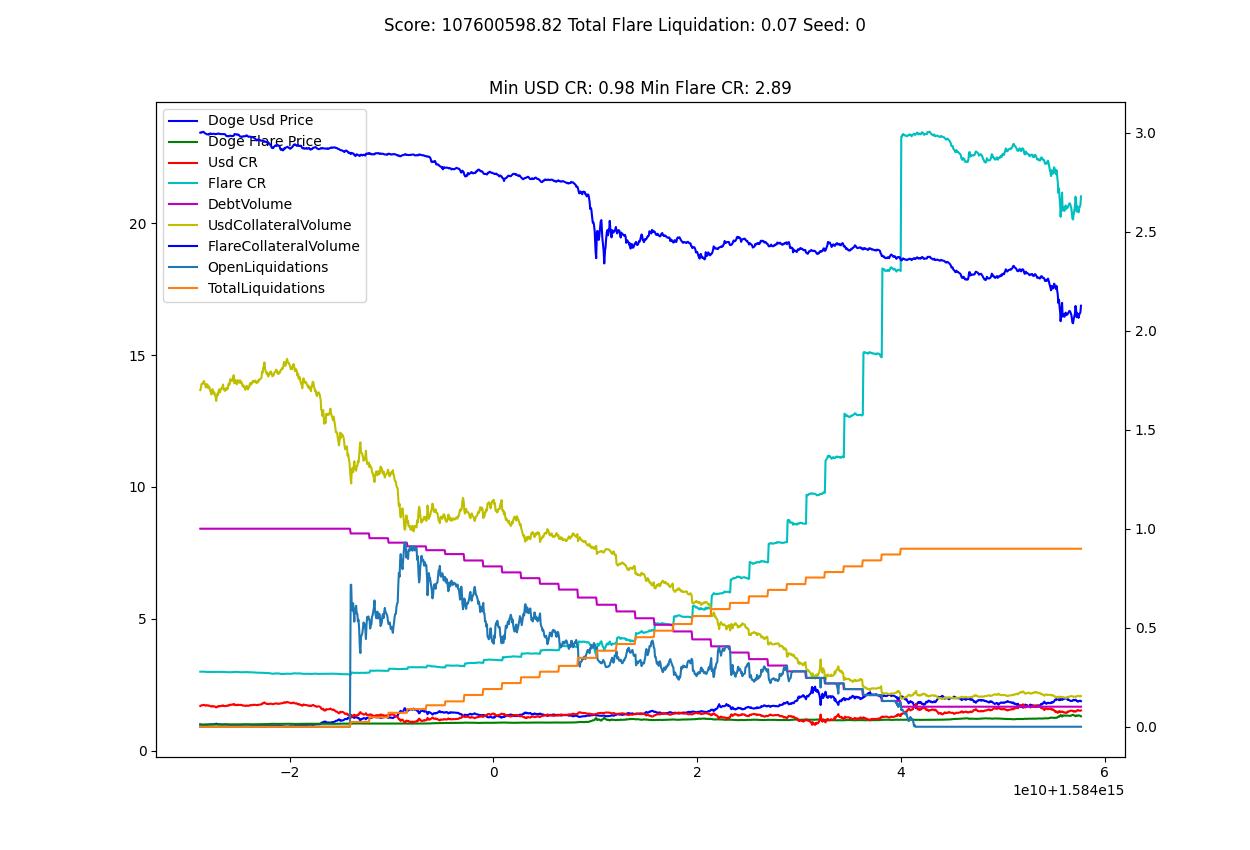 Score: 107600598.82 Total Flare Liquidation: 0.07 Seed: 0
Min USD CR: 0.98 Min Flare CR: 2.89
Doge Usd Price
Doge Flare Price
Usd CR
Flare CR
DebtVolume
UsdCollateralVolume
FlareCollateralVolume
OpenLiquidations
TotalLiquidations
20
15
10
5
0
3.0
2.5
2.0
1.5
1.0
0.5
0.0
−2 0 2 4 6
1e10+1.584e15